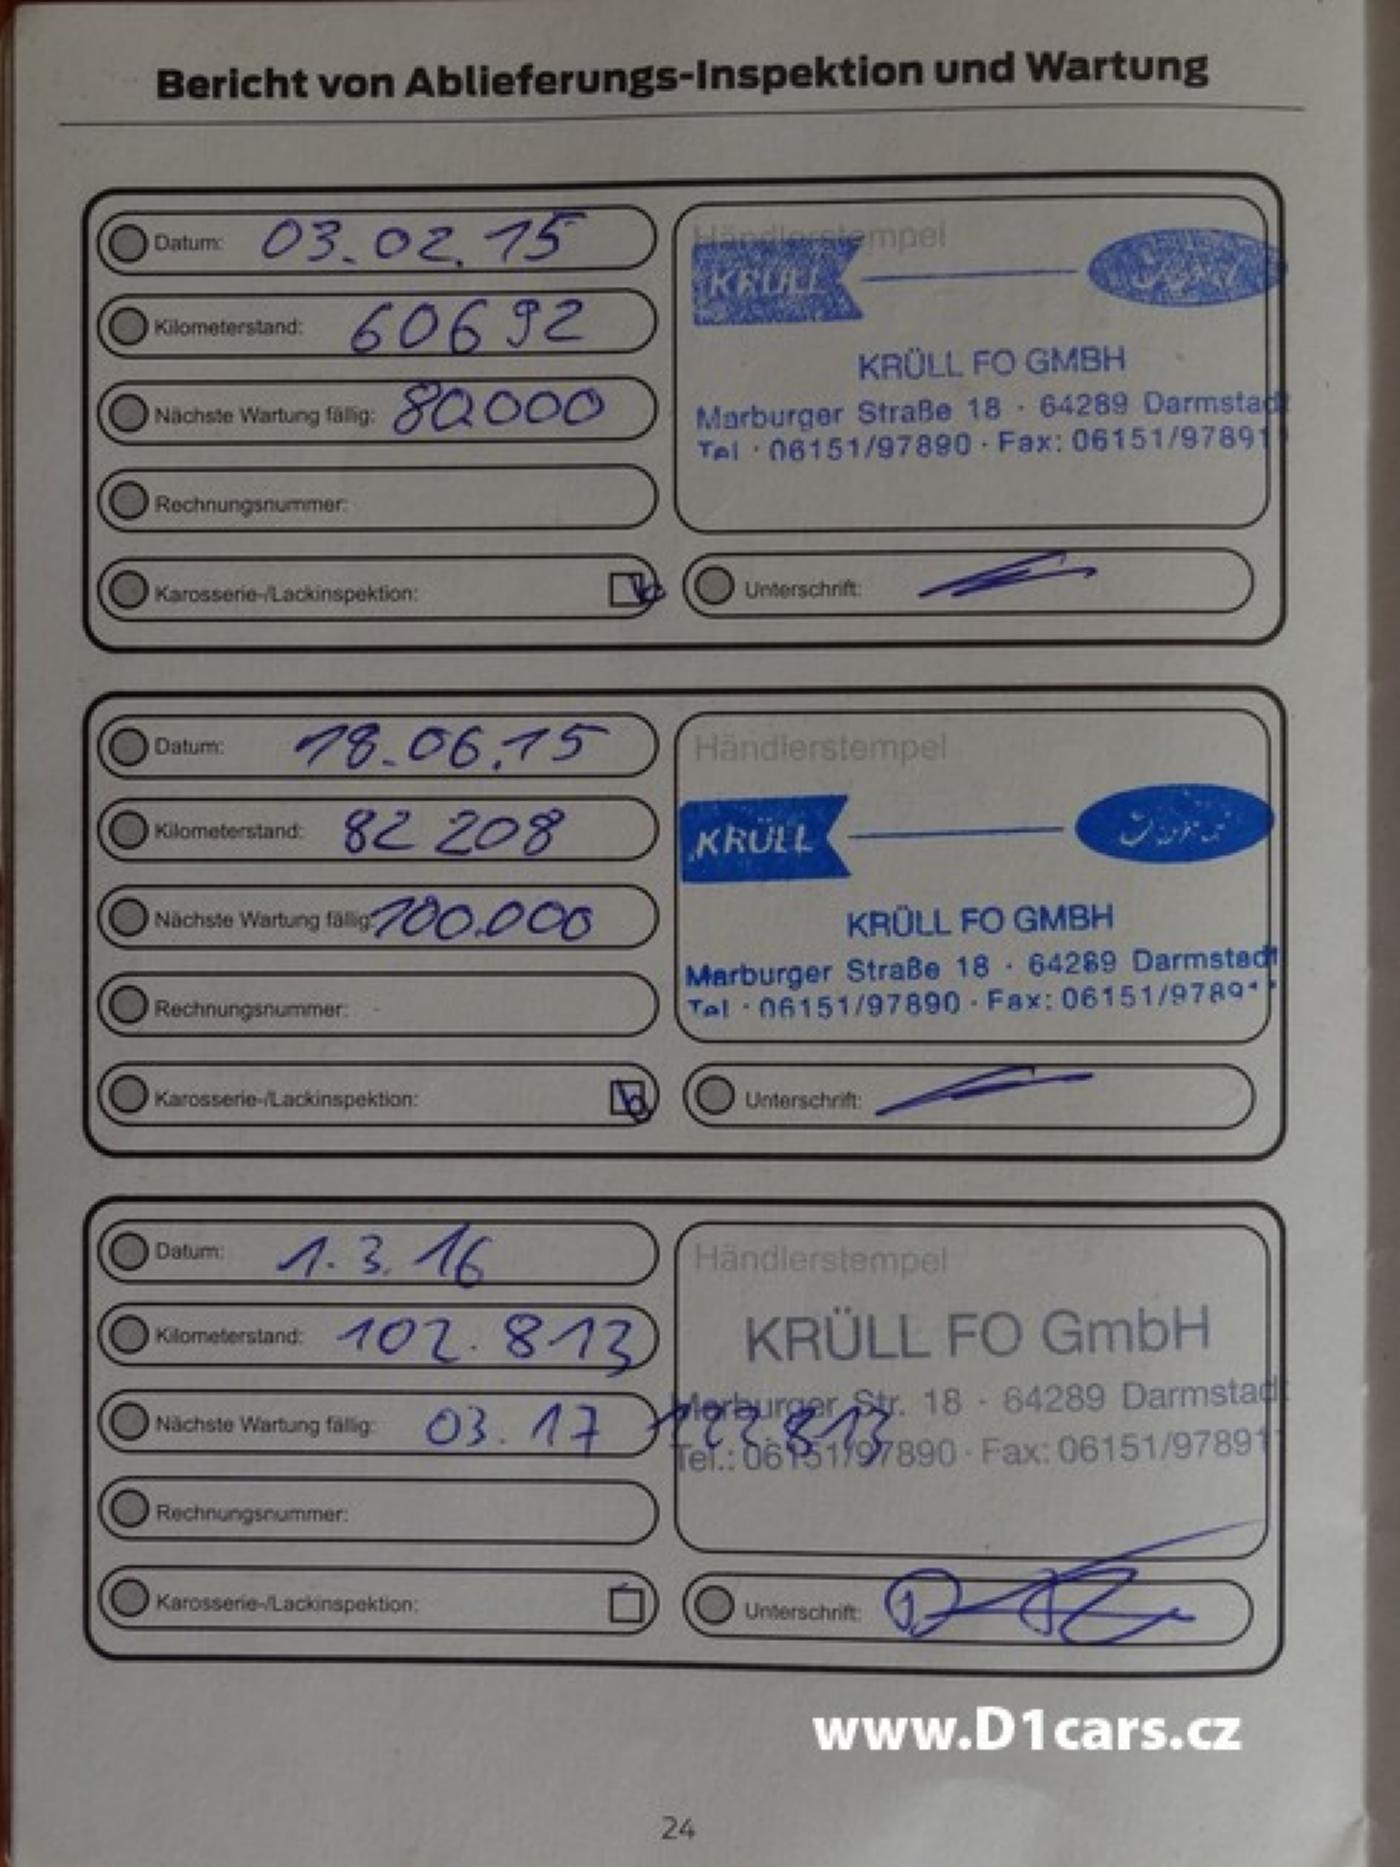 Bericht von Ablieferungs-Inspektion und Wartung
Datum: 03.02.15
Kilometerstand: 60692
Nächste Wartung fällig: 80000
Rechnungsnummer:
Karosserie-/Lackinspektion:
Händlerstempel
KRÜLL
KRÜLL FO GMBH
Marburger Straße 18 · 64289 Darmstadt
Tel · 06151/97890 · Fax: 06151/97891
Unterschrift:
Datum: 18.06.15
Kilometerstand: 82 208
Nächste Wartung fällig: 100.000
Rechnungsnummer:
Karosserie-/Lackinspektion:
Händlerstempel
KRÜLL
KRÜLL FO GMBH
Marburger Straße 18 · 64289 Darmstadt
Tel · 06151/97890 · Fax: 06151/9789
Unterschrift:
Datum: 1.3.16
Kilometerstand: 102.813
Nächste Wartung fällig: 03.17 122.813
Rechnungsnummer:
Karosserie-/Lackinspektion:
Händlerstempel
KRÜLL FO GmbH
Marburger Str. 18 · 64289 Darmstadt
Tel.: 06151/97890 · Fax: 06151/97891
Unterschrift:
www.D1cars.cz
24